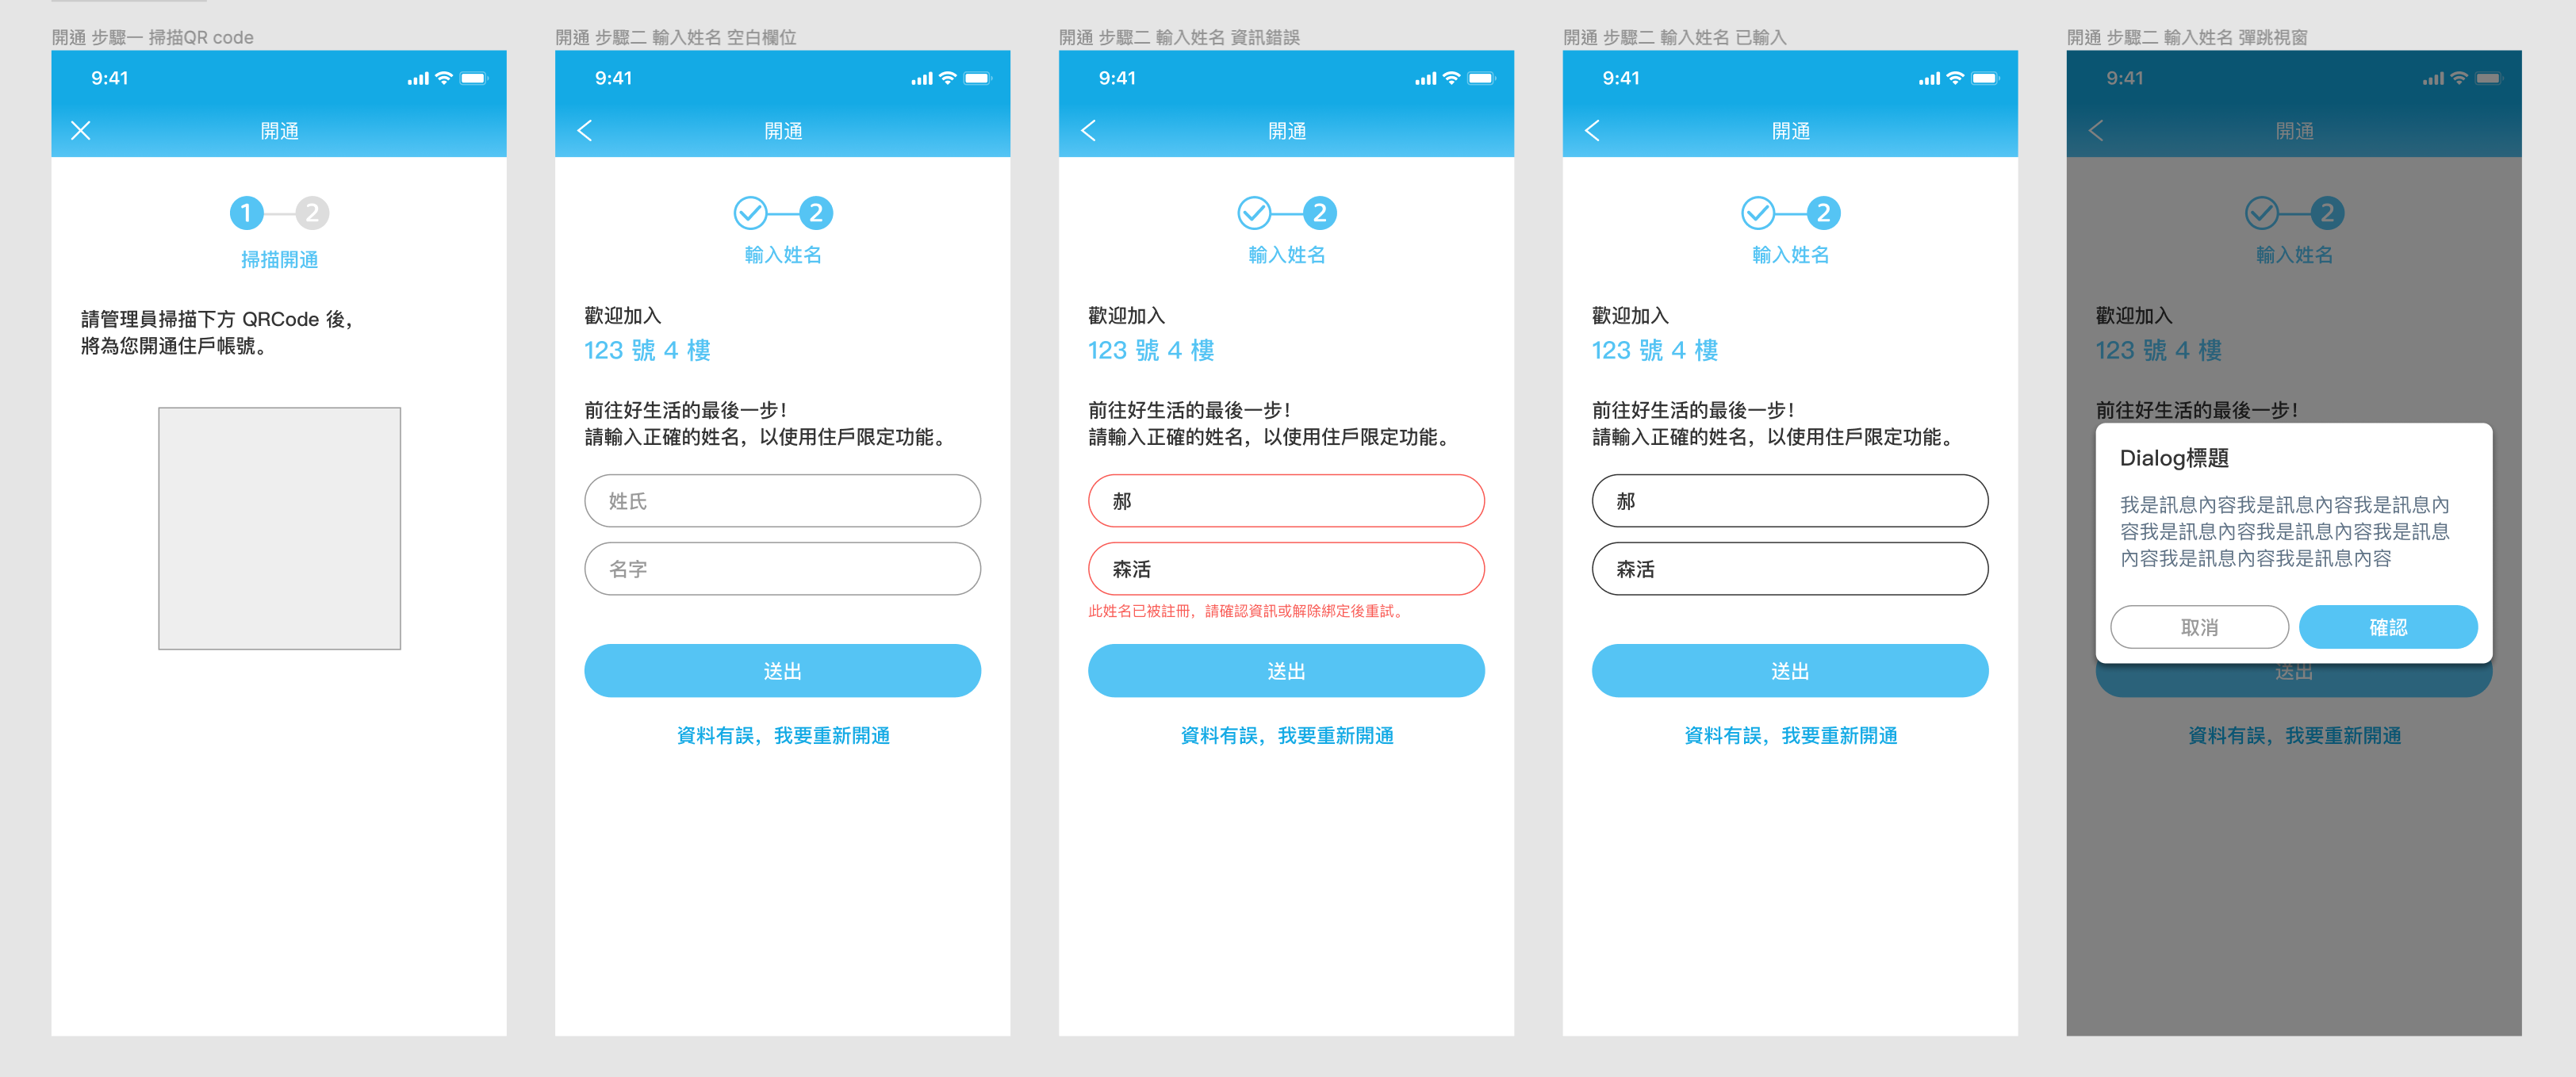 開通 步驟一 掃描QR code
9:41
開通
1
2
掃描開通
請管理員掃描下方 QRCode 後，
將為您開通住戶帳號。
開通 步驟二 輸入姓名 空白欄位
9:41
開通
2
輸入姓名
歡迎加入
123 號 4 樓
前往好生活的最後一步！
請輸入正確的姓名，以使用住戶限定功能。
姓氏
名字
送出
資料有誤，我要重新開通
開通 步驟二 輸入姓名 資訊錯誤
9:41
開通
2
輸入姓名
歡迎加入
123 號 4 樓
前往好生活的最後一步！
請輸入正確的姓名，以使用住戶限定功能。
郝
森活
此姓名已被註冊，請確認資訊或解除綁定後重試。
送出
資料有誤，我要重新開通
開通 步驟二 輸入姓名 已輸入
9:41
開通
2
輸入姓名
歡迎加入
123 號 4 樓
前往好生活的最後一步！
請輸入正確的姓名，以使用住戶限定功能。
郝
森活
送出
資料有誤，我要重新開通
開通 步驟二 輸入姓名 彈跳視窗
9:41
開通
2
輸入姓名
歡迎加入
123 號 4 樓
前往好生活的最後一步！
Dialog標題
我是訊息內容我是訊息內容我是訊息內
容我是訊息內容我是訊息內容我是訊息
內容我是訊息內容我是訊息內容
取消
確認
送出
資料有誤，我要重新開通